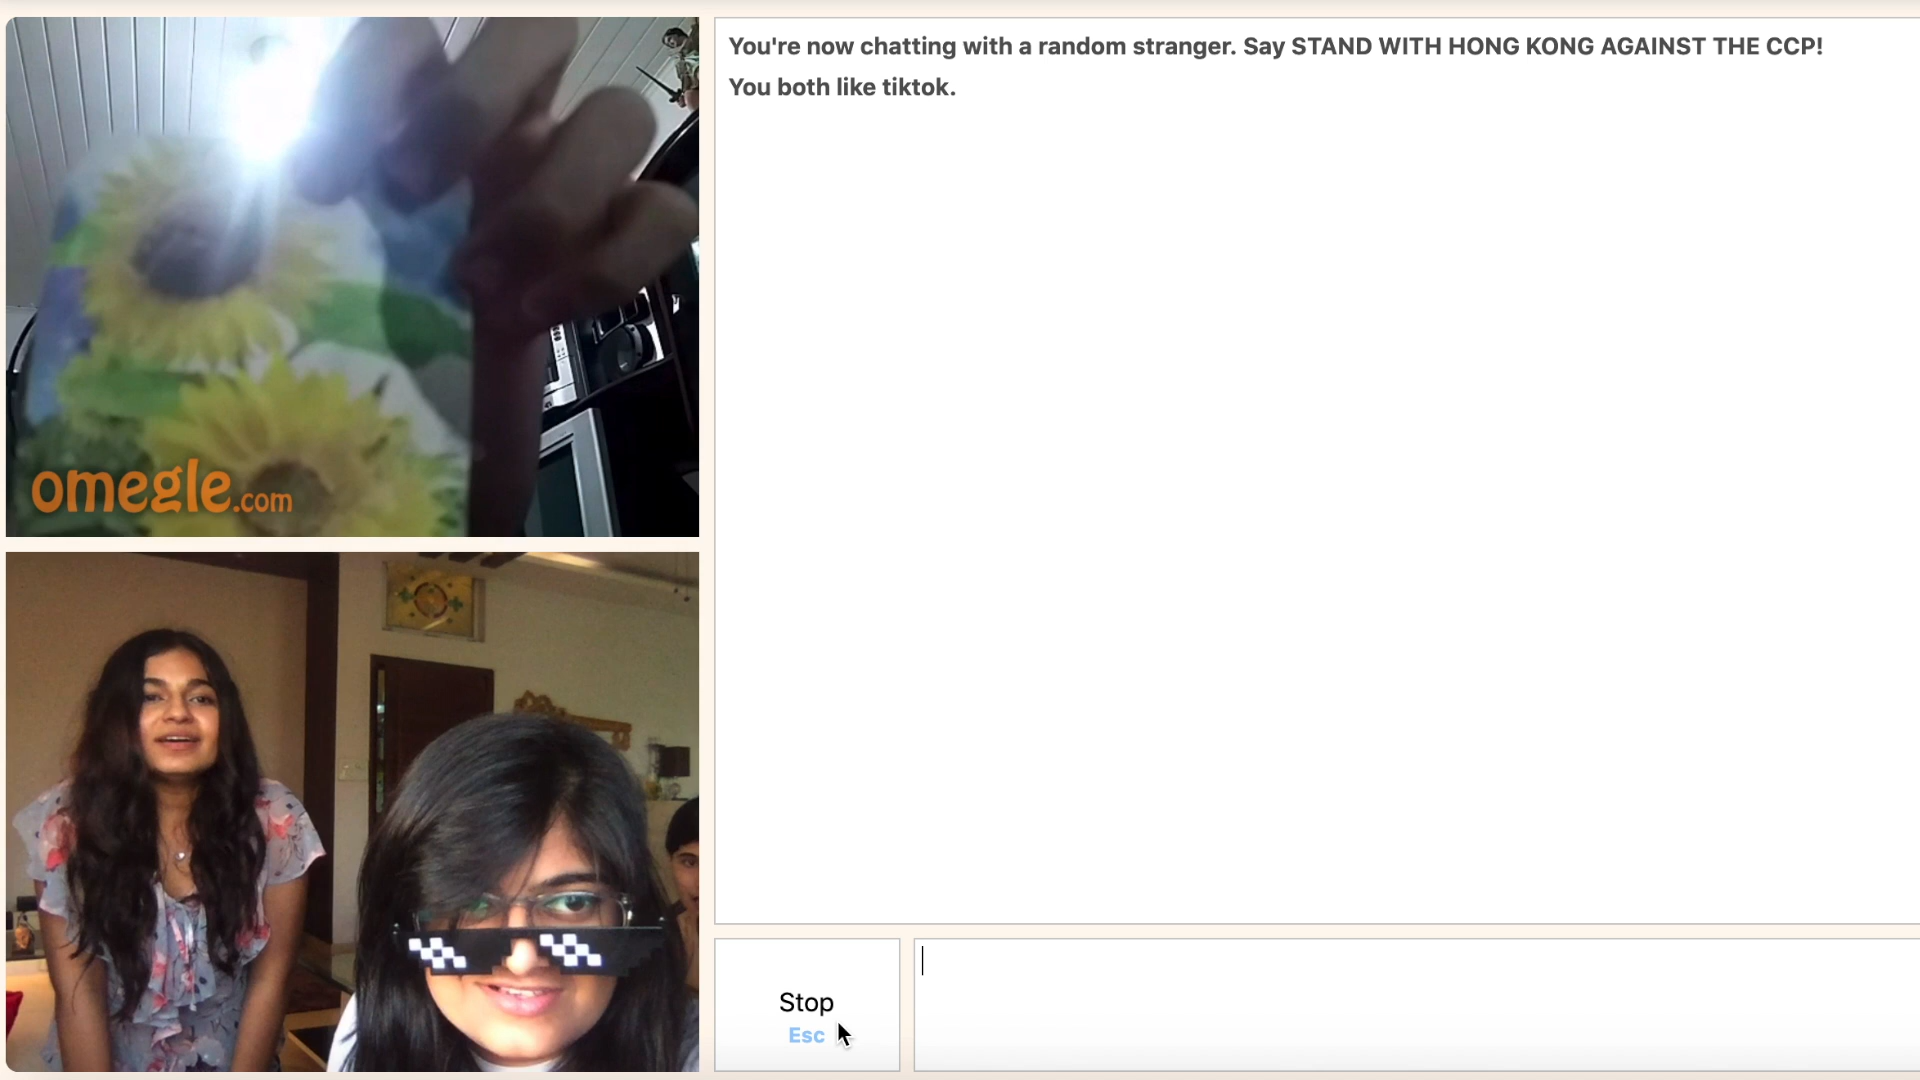 You're now chatting with a random stranger. Say STAND WITH HONG KONG AGAINST THE CCP!
You both like tiktok.
omegle.com
Stop
Esc